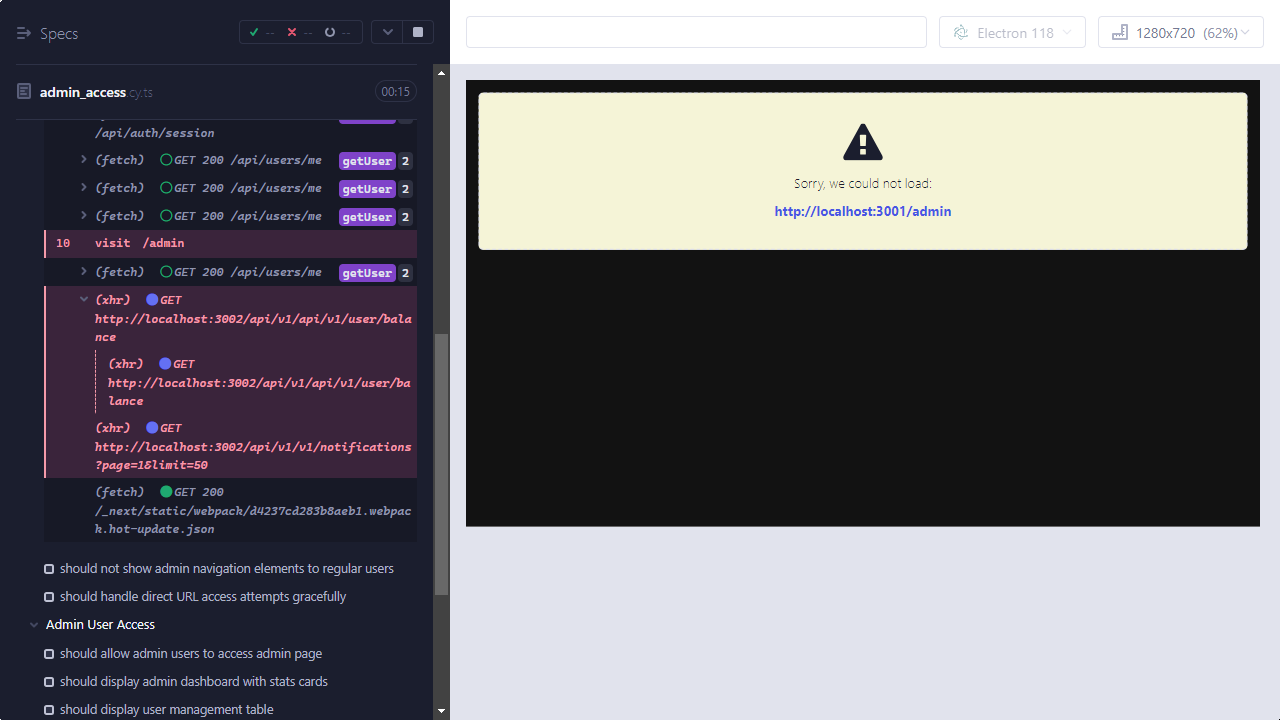 Specs
--
--
--
Electron 118
1280x720 (62%)
admin_access.cy.ts
00:15
/api/auth/session
(fetch) GET 200 /api/users/me getUser 2
(fetch) GET 200 /api/users/me getUser 2
(fetch) GET 200 /api/users/me getUser 2
10 visit /admin
(fetch) GET 200 /api/users/me getUser 2
(xhr) GET
http://localhost:3002/api/v1/api/v1/user/bala
nce
(xhr) GET
http://localhost:3002/api/v1/api/v1/user/ba
lance
(xhr) GET
http://localhost:3002/api/v1/v1/notifications
?page=1&limit=50
(fetch) GET 200
/_next/static/webpack/d4237cd283b8aeb1.webpac
k.hot-update.json
should not show admin navigation elements to regular users
should handle direct URL access attempts gracefully
Admin User Access
should allow admin users to access admin page
should display admin dashboard with stats cards
should display user management table
Sorry, we could not load:
http://localhost:3001/admin